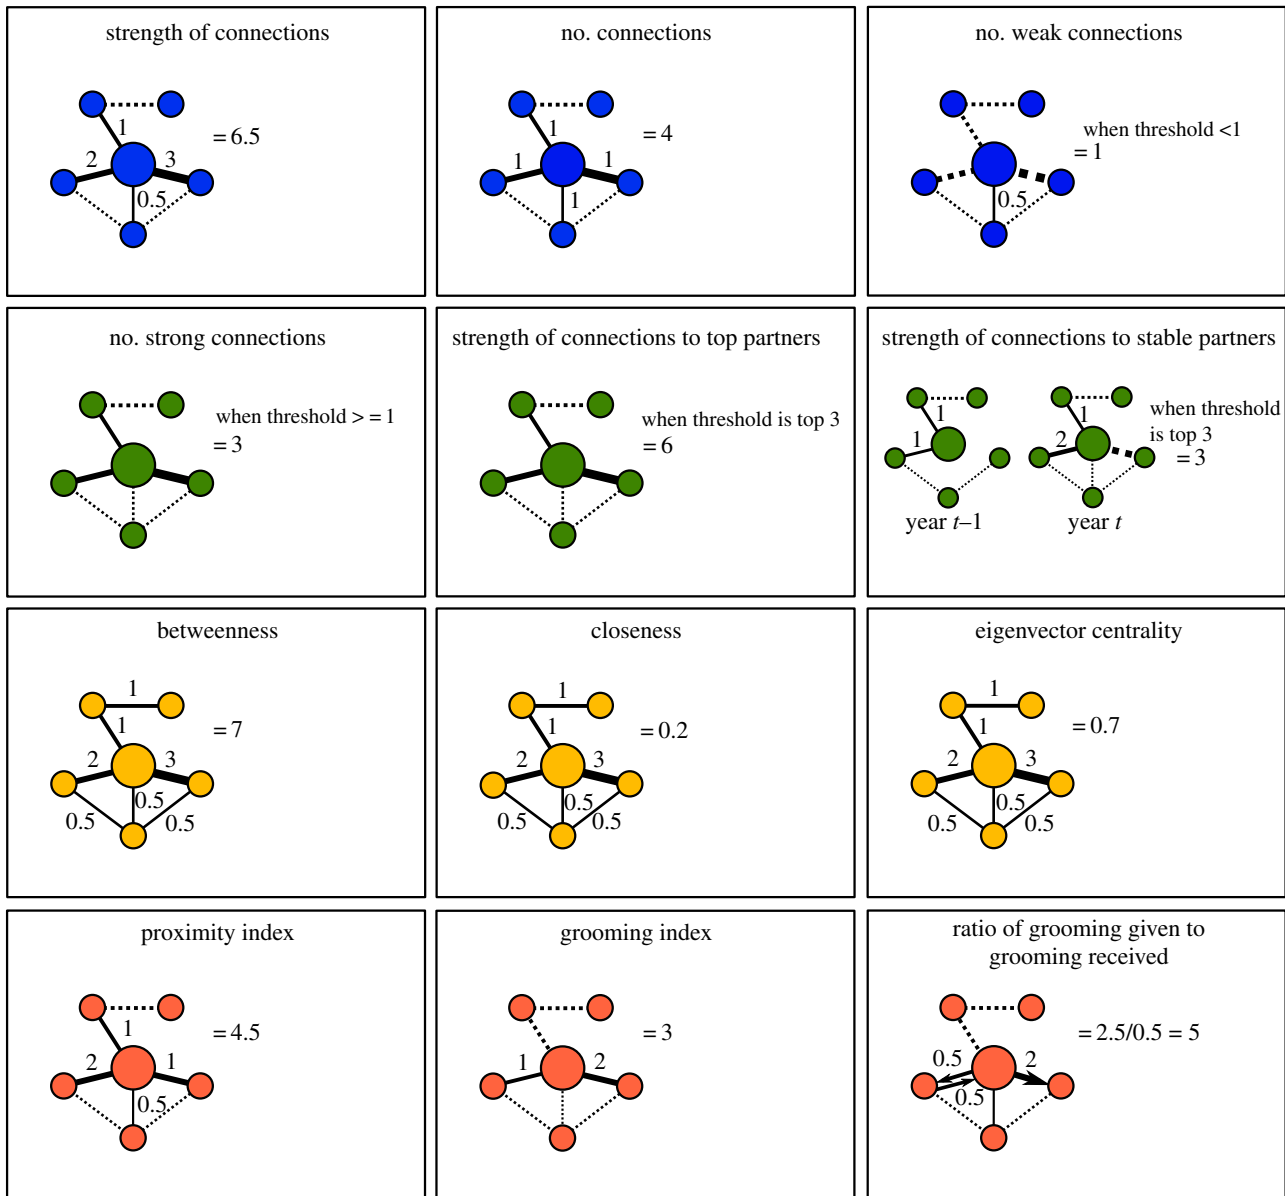 strength of connections
1
= 6.5
2
3
0.5
no. connections
= 4
1
1
1
no. weak connections
when threshold <1
= 1
0.5
no. strong connections
when threshold > = 1
= 3
strength of connections to top partners
when threshold is top 3
= 6
strength of connections to stable partners
1
1
year t–1
1
2
when threshold
is top 3
= 3
year t
betweenness
1
1
= 7
2
3
0.5
0.5
0.5
closeness
1
1
= 0.2
2
3
0.5
0.5
0.5
eigenvector centrality
1
1
= 0.7
2
3
0.5
0.5
0.5
proximity index
1
= 4.5
2
1
0.5
grooming index
= 3
1
2
ratio of grooming given to
grooming received
= 2.5/0.5 = 5
0.5
2
0.5